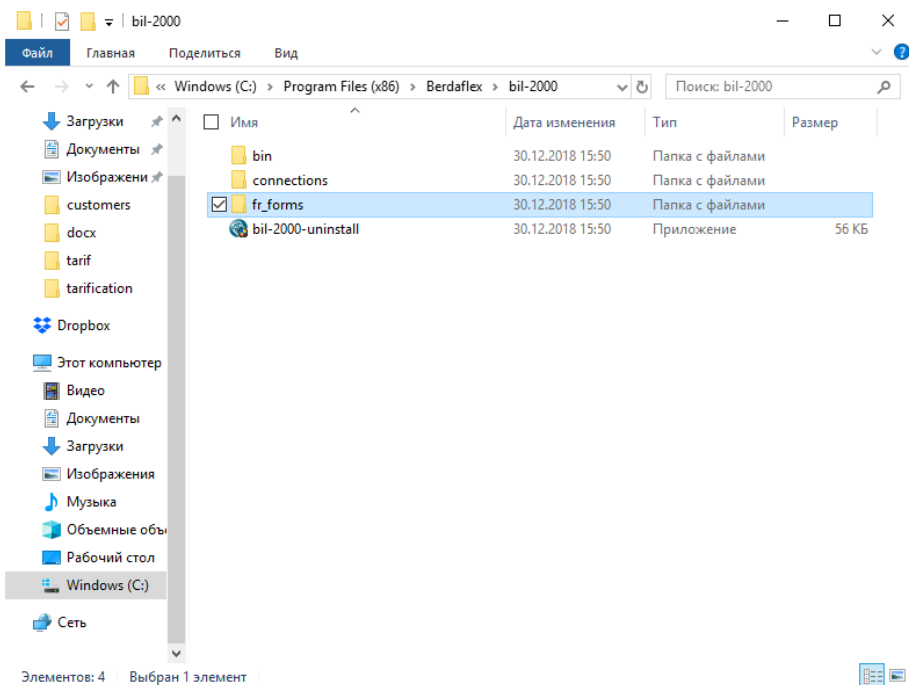 bil-2000
Файл Главная Поделиться Вид
« Windows (C:) > Program Files (x86) > Berdaflex > bil-2000 Поиск: bil-2000
Имя Дата изменения Тип Размер
bin 30.12.2018 15:50 Папка с файлами
connections 30.12.2018 15:50 Папка с файлами
fr_forms 30.12.2018 15:50 Папка с файлами
bil-2000-uninstall 30.12.2018 15:50 Приложение 56 КБ
Загрузки
Документы
Изображени
customers
docx
tarif
tarification
Dropbox
Этот компьютер
Видео
Документы
Загрузки
Изображения
Музыка
Объемные объ
Рабочий стол
Windows (C:)
Сеть
Элементов: 4 Выбран 1 элемент